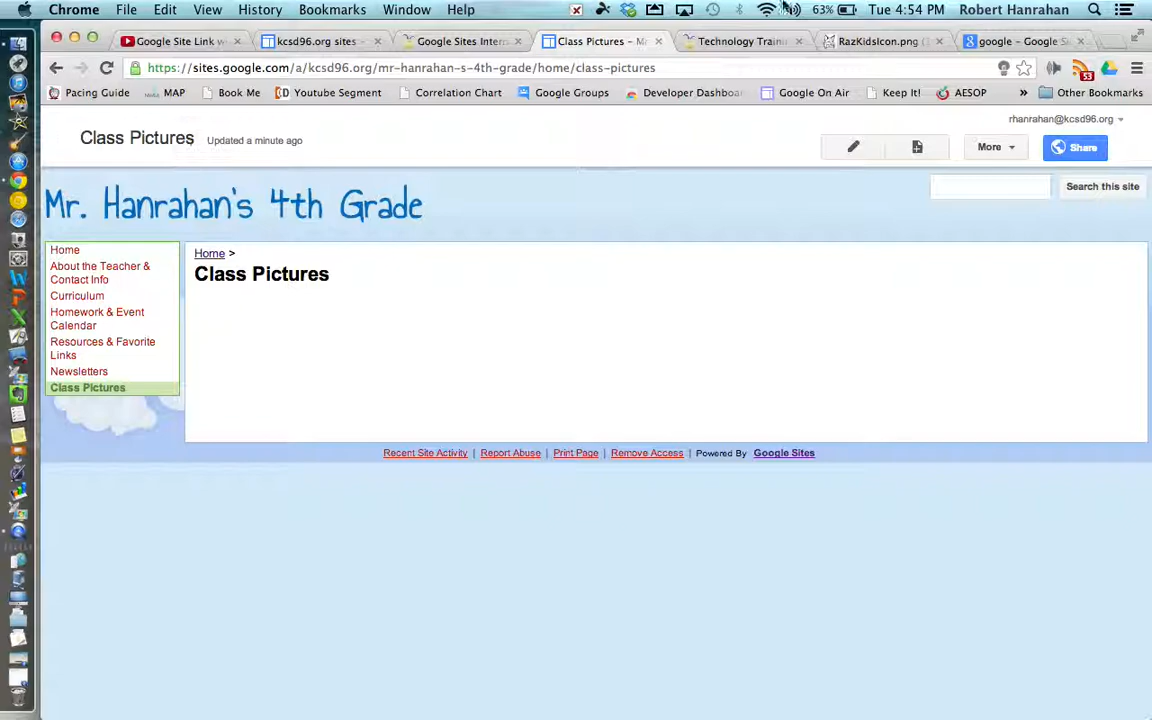 Chrome File Edit View History Bookmarks Window Help 63% Tue 4:54 PM Robert Hanrahan
Google Site Link w kcsd96.org sites - Google Sites Inter Class Pictures - M Technology Traini RazKidsIcon.png ( google - Google S
https://sites.google.com/a/kcsd96.org/mr-hanrahan-s-4th-grade/home/class-pictures 53
Pacing Guide MAP Book Me Youtube Segment Correlation Chart Google Groups Developer Dashboa Google On Air Keep It! AESOP » Other Bookmarks
rhanrahan@kcsd96.org
Class Pictures Updated a minute ago More Share
Mr. Hanrahan's 4th Grade Search this site
Home
About the Teacher &
Contact Info
Curriculum
Homework & Event
Calendar
Resources & Favorite
Links
Newsletters
Class Pictures
Home >
Class Pictures
Recent Site Activity | Report Abuse | Print Page | Remove Access | Powered By Google Sites